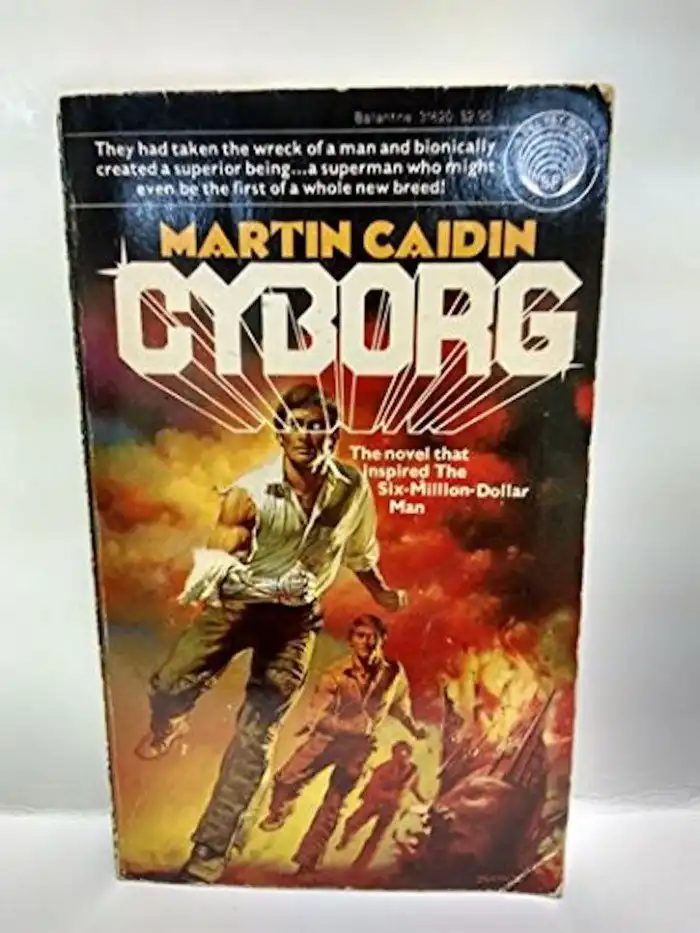 Ballantine 31620 $2.95
They had taken the wreck of a man and bionically
created a superior being...a superman who might
even be the first of a whole new breed!
MARTIN CAIDIN
CYBORG
The novel that
inspired The
Six-Million-Dollar
Man